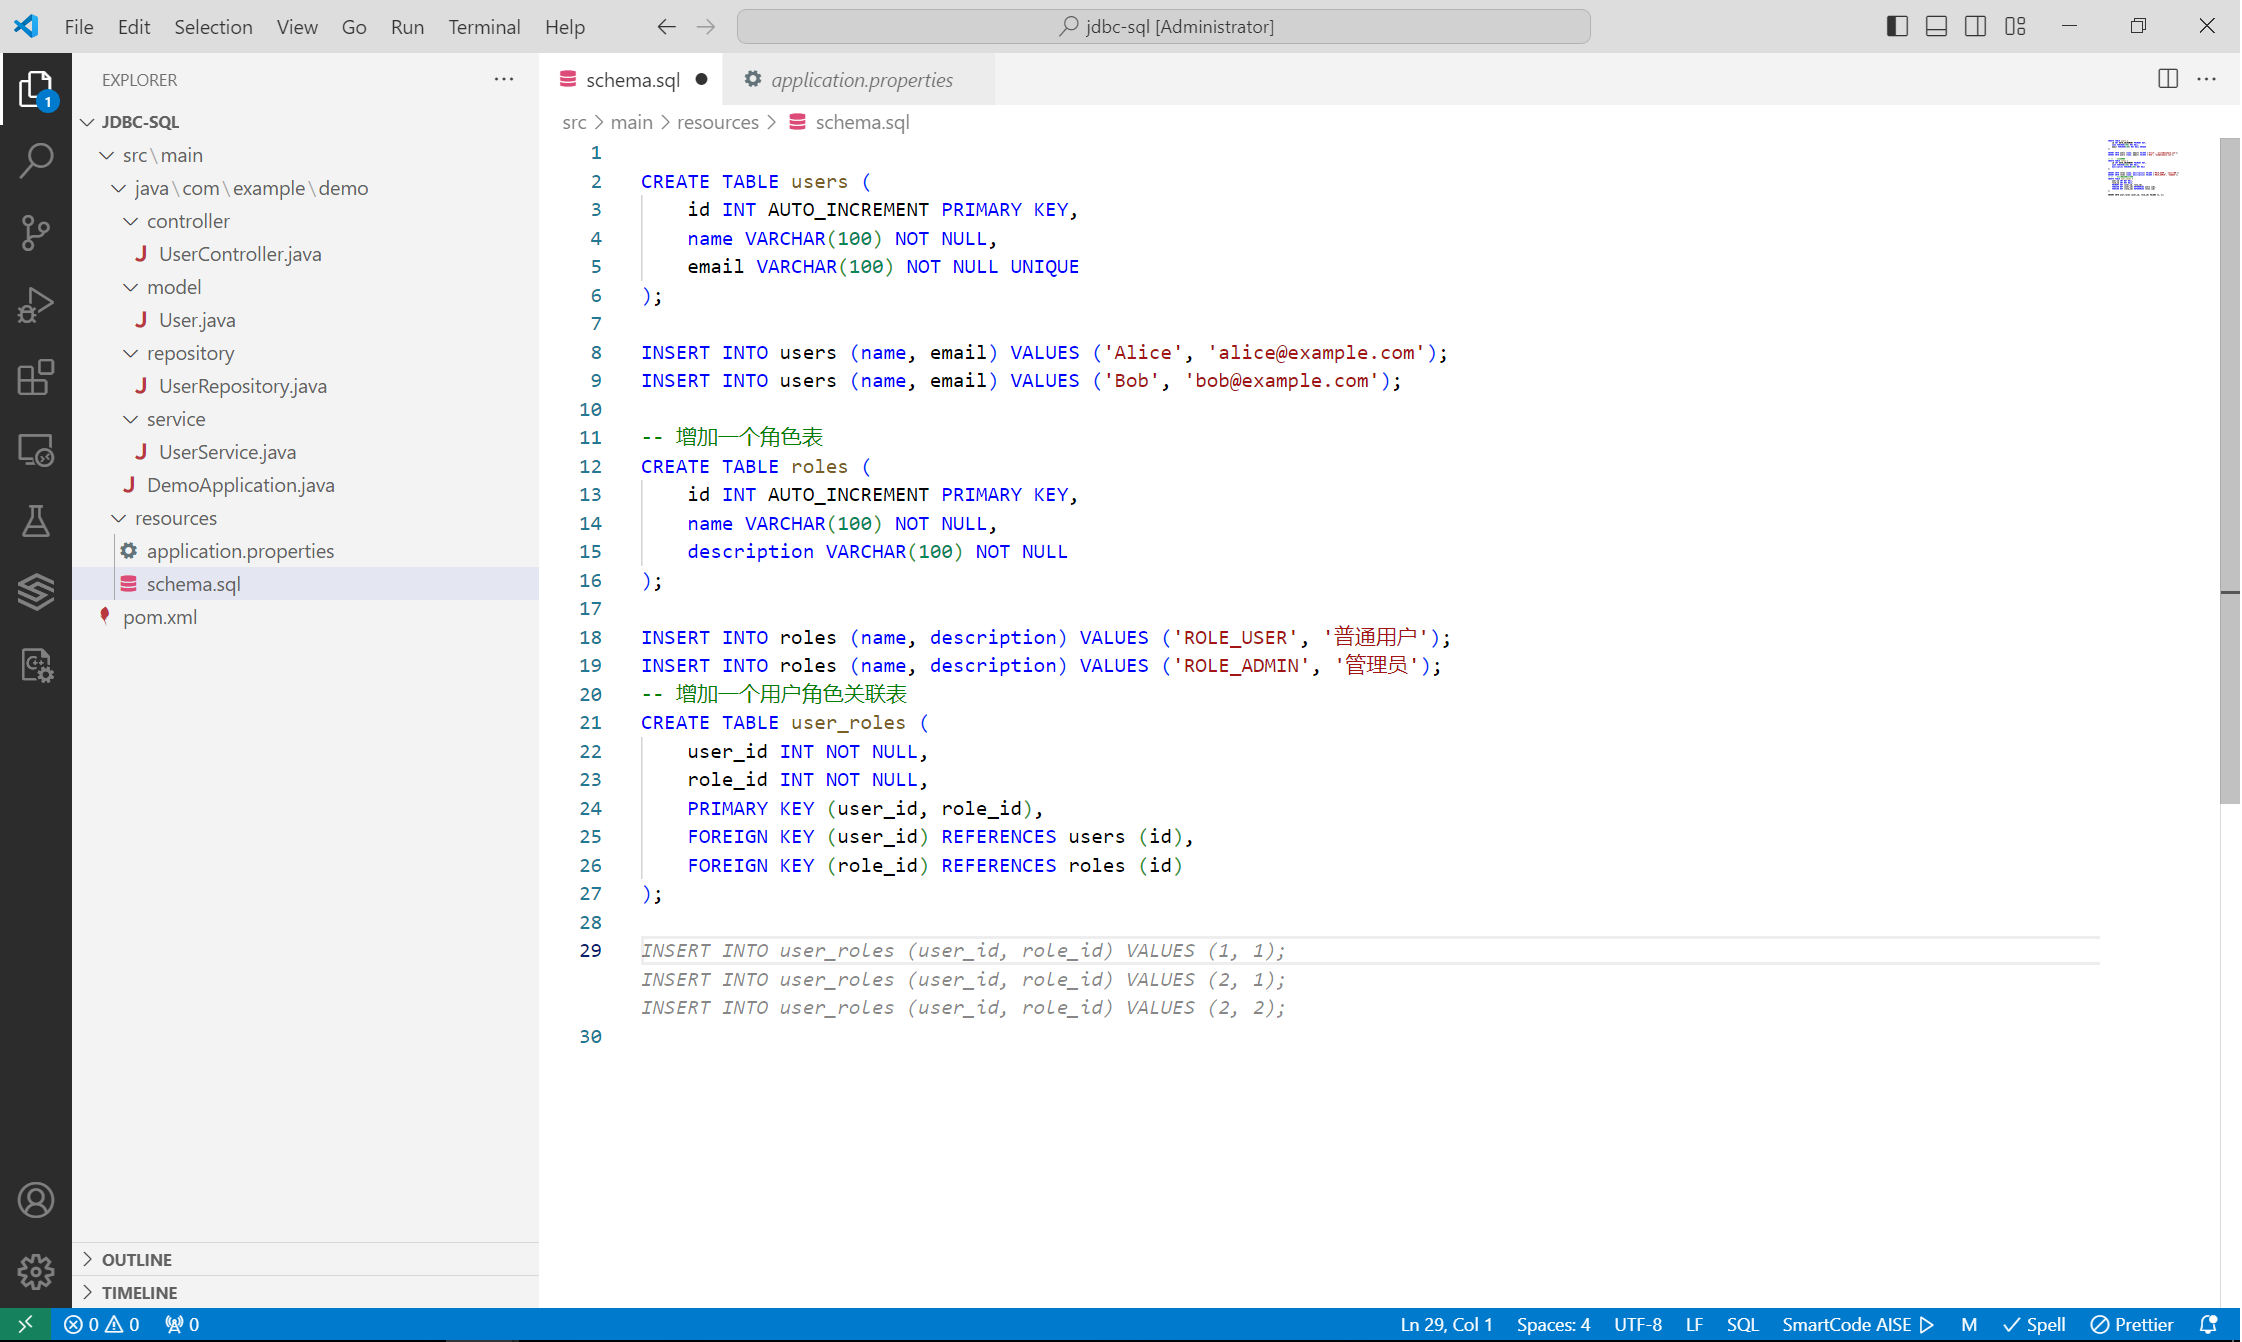 File Edit Selection View Go Run Terminal Help
jdbc-sql [Administrator]
1
EXPLORER
JDBC-SQL
src\main
java\com\example\demo
controller
J UserController.java
model
J User.java
repository
J UserRepository.java
service
J UserService.java
J DemoApplication.java
resources
application.properties
schema.sql
pom.xml
OUTLINE
TIMELINE
schema.sql
application.properties
src > main > resources > schema.sql
1
2 CREATE TABLE users (
3 id INT AUTO_INCREMENT PRIMARY KEY,
4 name VARCHAR(100) NOT NULL,
5 email VARCHAR(100) NOT NULL UNIQUE
6 );
7
8 INSERT INTO users (name, email) VALUES ('Alice', 'alice@example.com');
9 INSERT INTO users (name, email) VALUES ('Bob', 'bob@example.com');
10
11 -- 增加一个角色表
12 CREATE TABLE roles (
13 id INT AUTO_INCREMENT PRIMARY KEY,
14 name VARCHAR(100) NOT NULL,
15 description VARCHAR(100) NOT NULL
16 );
17
18 INSERT INTO roles (name, description) VALUES ('ROLE_USER', '普通用户');
19 INSERT INTO roles (name, description) VALUES ('ROLE_ADMIN', '管理员');
20 -- 增加一个用户角色关联表
21 CREATE TABLE user_roles (
22 user_id INT NOT NULL,
23 role_id INT NOT NULL,
24 PRIMARY KEY (user_id, role_id),
25 FOREIGN KEY (user_id) REFERENCES users (id),
26 FOREIGN KEY (role_id) REFERENCES roles (id)
27 );
28
29 INSERT INTO user_roles (user_id, role_id) VALUES (1, 1);
INSERT INTO user_roles (user_id, role_id) VALUES (2, 1);
INSERT INTO user_roles (user_id, role_id) VALUES (2, 2);
30
0 0 0 Ln 29, Col 1 Spaces: 4 UTF-8 LF SQL SmartCode AISE M Spell Prettier